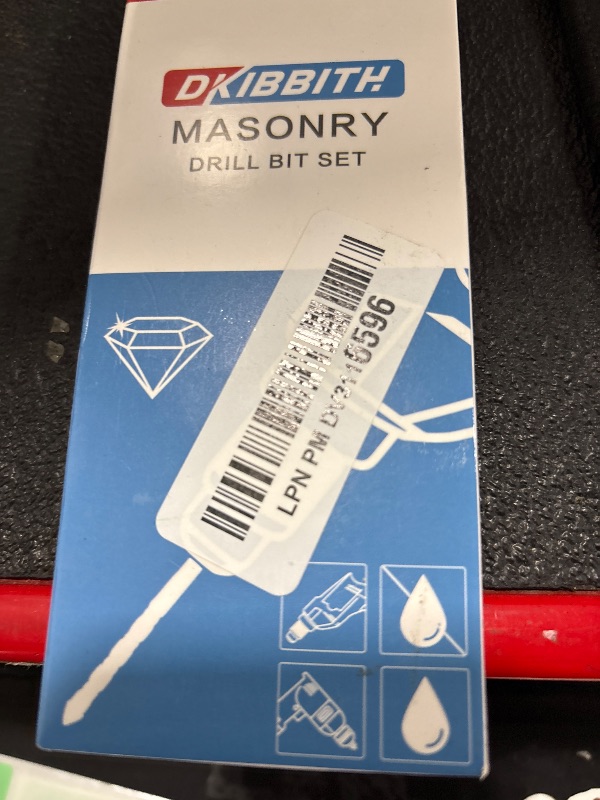 DKIBBITH
MASONRY
DRILL BIT SET
LPN PM